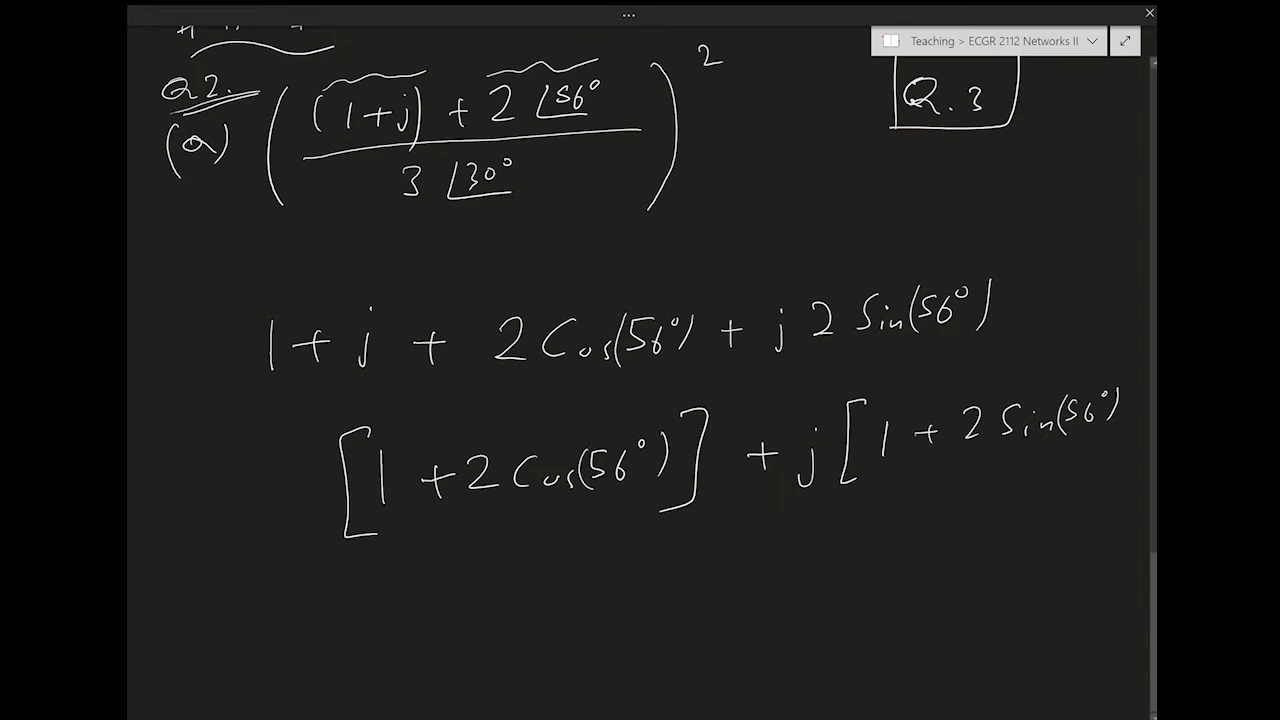 Teaching > ECGR 2112 Networks II
Q2.
(a) ( ((1+j) + 2 ∠56°) / (3 ∠30°) )²
Q.3
1 + j + 2 Cos(56°) + j 2 Sin(56°)
[1 + 2 Cos(56°)] + j [1 + 2 Sin(56°)